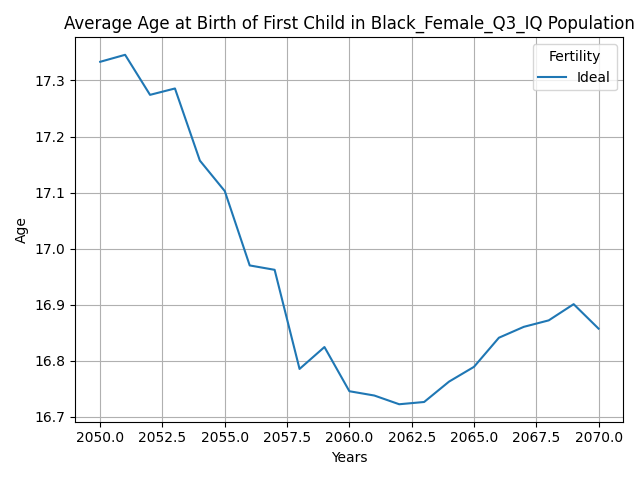 Average Age at Birth of First Child in Black_Female_Q3_IQ Population
Fertility
Ideal
17.3
17.2
17.1
17.0
16.9
16.8
16.7
Age
2050.0 2052.5 2055.0 2057.5 2060.0 2062.5 2065.0 2067.5 2070.0
Years